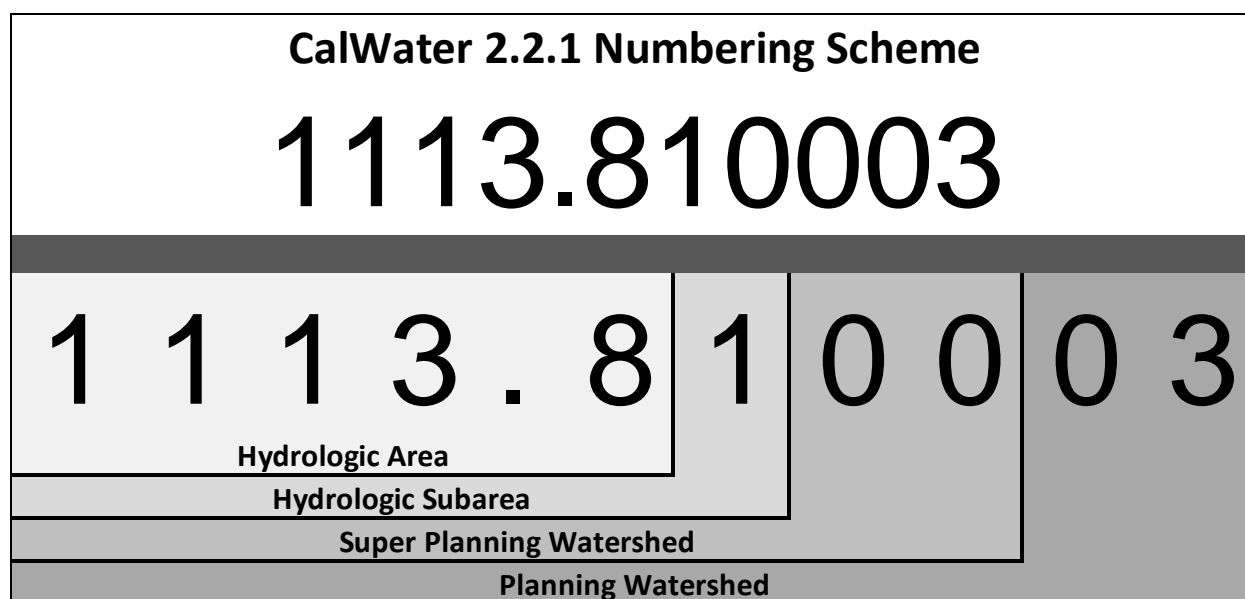 CalWater 2.2.1 Numbering Scheme
1113.810003
1 1 1 3 . 8 1 0 0 0 3
Hydrologic Area
Hydrologic Subarea
Super Planning Watershed
Planning Watershed